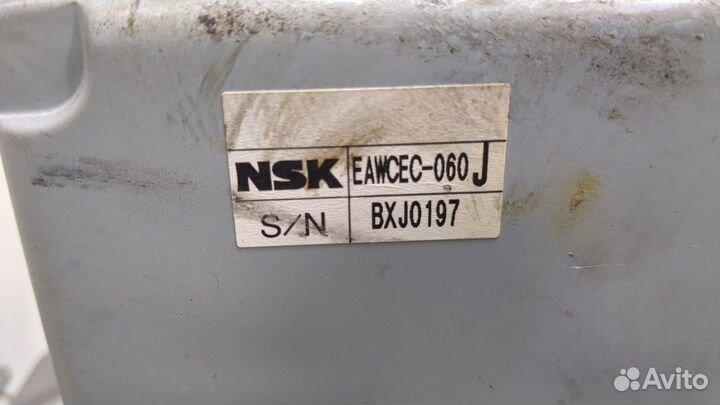 NSK EAWCEC-060 J
S/N BXJ0197
Avito